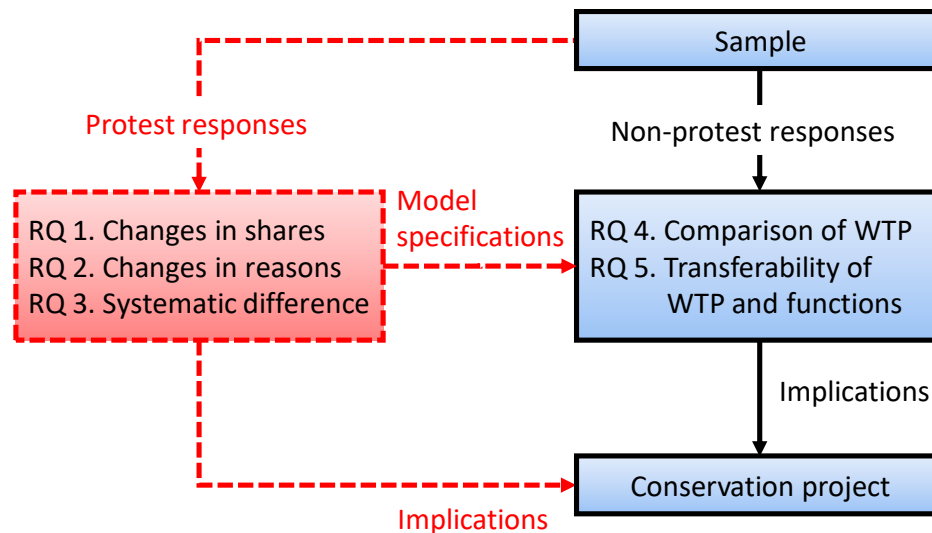 Sample
Protest responses
Non-protest responses
RQ 1. Changes in shares
RQ 2. Changes in reasons
RQ 3. Systematic difference
Model
specifications
RQ 4. Comparison of WTP
RQ 5. Transferability of
WTP and functions
Implications
Conservation project
Implications